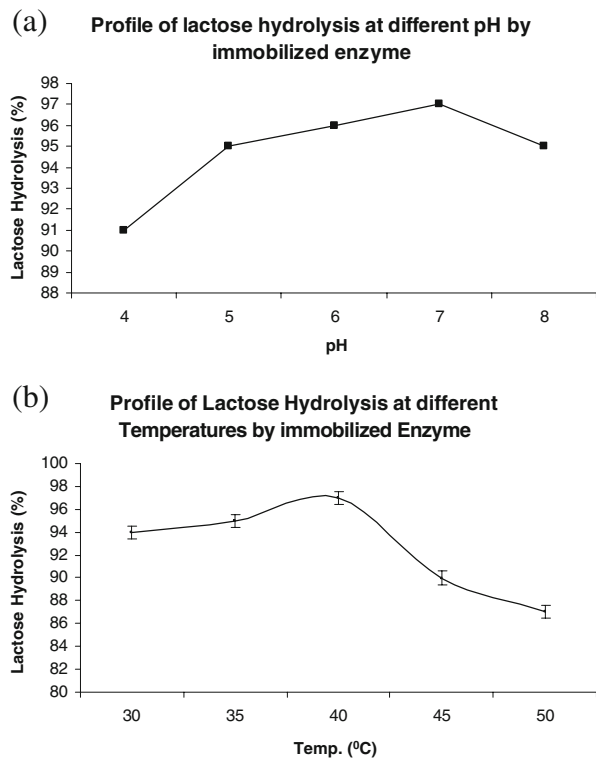 (a)
Profile of lactose hydrolysis at different pH by
immobilized enzyme
Lactose Hydrolysis (%)
98
97
96
95
94
93
92
91
90
89
88
4 5 6 7 8
pH
(b)
Profile of Lactose Hydrolysis at different
Temperatures by immobilized Enzyme
Lactose Hydrolysis (%)
100
98
96
94
92
90
88
86
84
82
80
30 35 40 45 50
Temp. (⁰C)